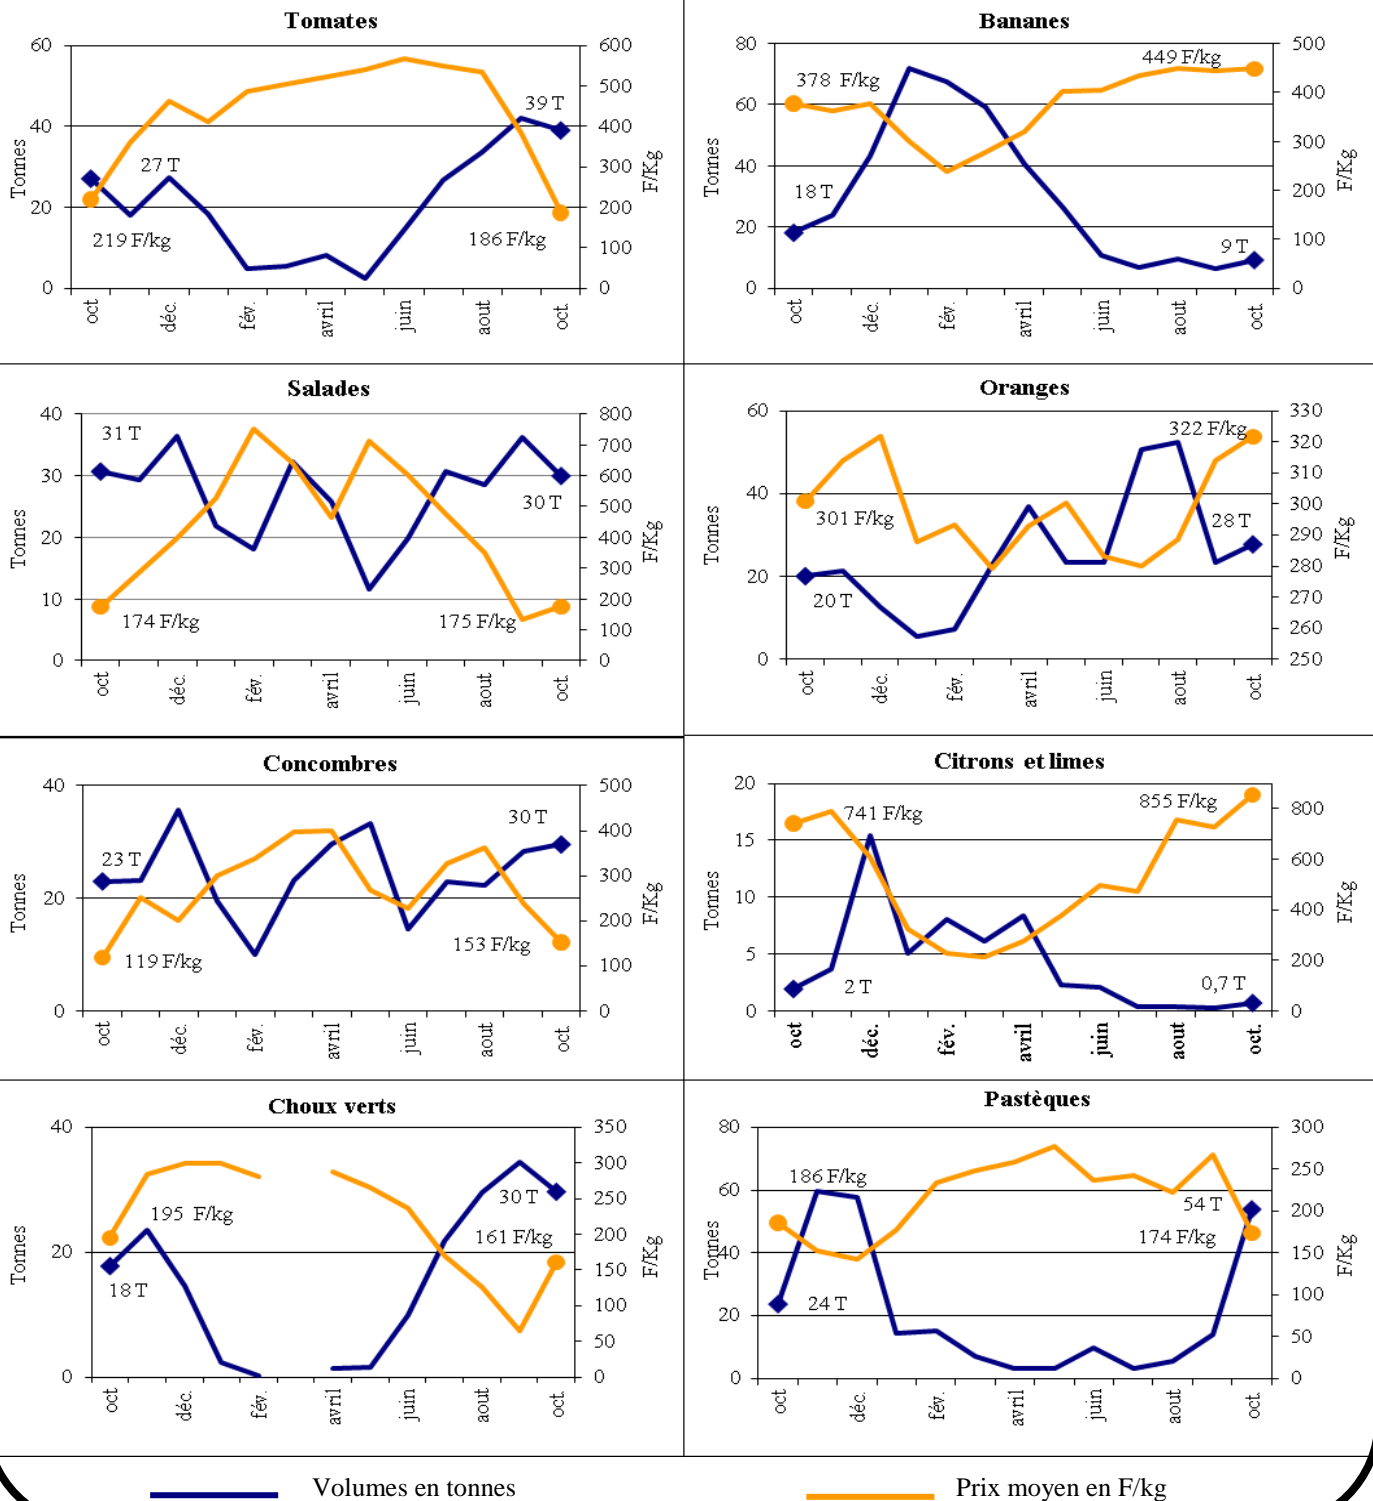 Tomates
60
40
20
0
Tonnes
600
500
400
300
200
100
0
F/Kg
27 T
39 T
219 F/kg
186 F/kg
oct
déc.
fév.
avril
juin
aout
oct.
Bananes
80
60
40
20
0
Tonnes
500
400
300
200
100
0
F/Kg
378 F/kg
449 F/kg
18 T
9 T
oct
déc.
fév.
avril
juin
aout
oct.
Salades
40
30
20
10
0
Tonnes
800
700
600
500
400
300
200
100
0
F/Kg
31 T
30 T
174 F/kg
175 F/kg
oct
déc.
fév.
avril
juin
aout
oct.
Oranges
60
40
20
0
Tonnes
330
320
310
300
290
280
270
260
250
F/Kg
322 F/kg
301 F/kg
28 T
20 T
oct
déc.
fév.
avril
juin
aout
oct.
Concombres
40
20
0
Tonnes
500
400
300
200
100
0
F/Kg
23 T
30 T
119 F/kg
153 F/kg
oct
déc.
fév.
avril
juin
aout
oct.
Citrons et limes
20
15
10
5
0
Tonnes
800
600
400
200
0
F/Kg
741 F/kg
855 F/kg
2 T
0,7 T
oct
déc.
fév.
avril
juin
aout
oct.
Choux verts
40
20
0
Tonnes
350
300
250
200
150
100
50
0
F/Kg
195 F/kg
30 T
161 F/kg
18 T
oct
déc.
fév.
avril
juin
aout
oct.
Pastèques
80
60
40
20
0
Tonnes
300
250
200
150
100
50
0
F/Kg
186 F/kg
54 T
174 F/kg
24 T
oct
déc.
fév.
avril
juin
aout
oct.
Volumes en tonnes
Prix moyen en F/kg